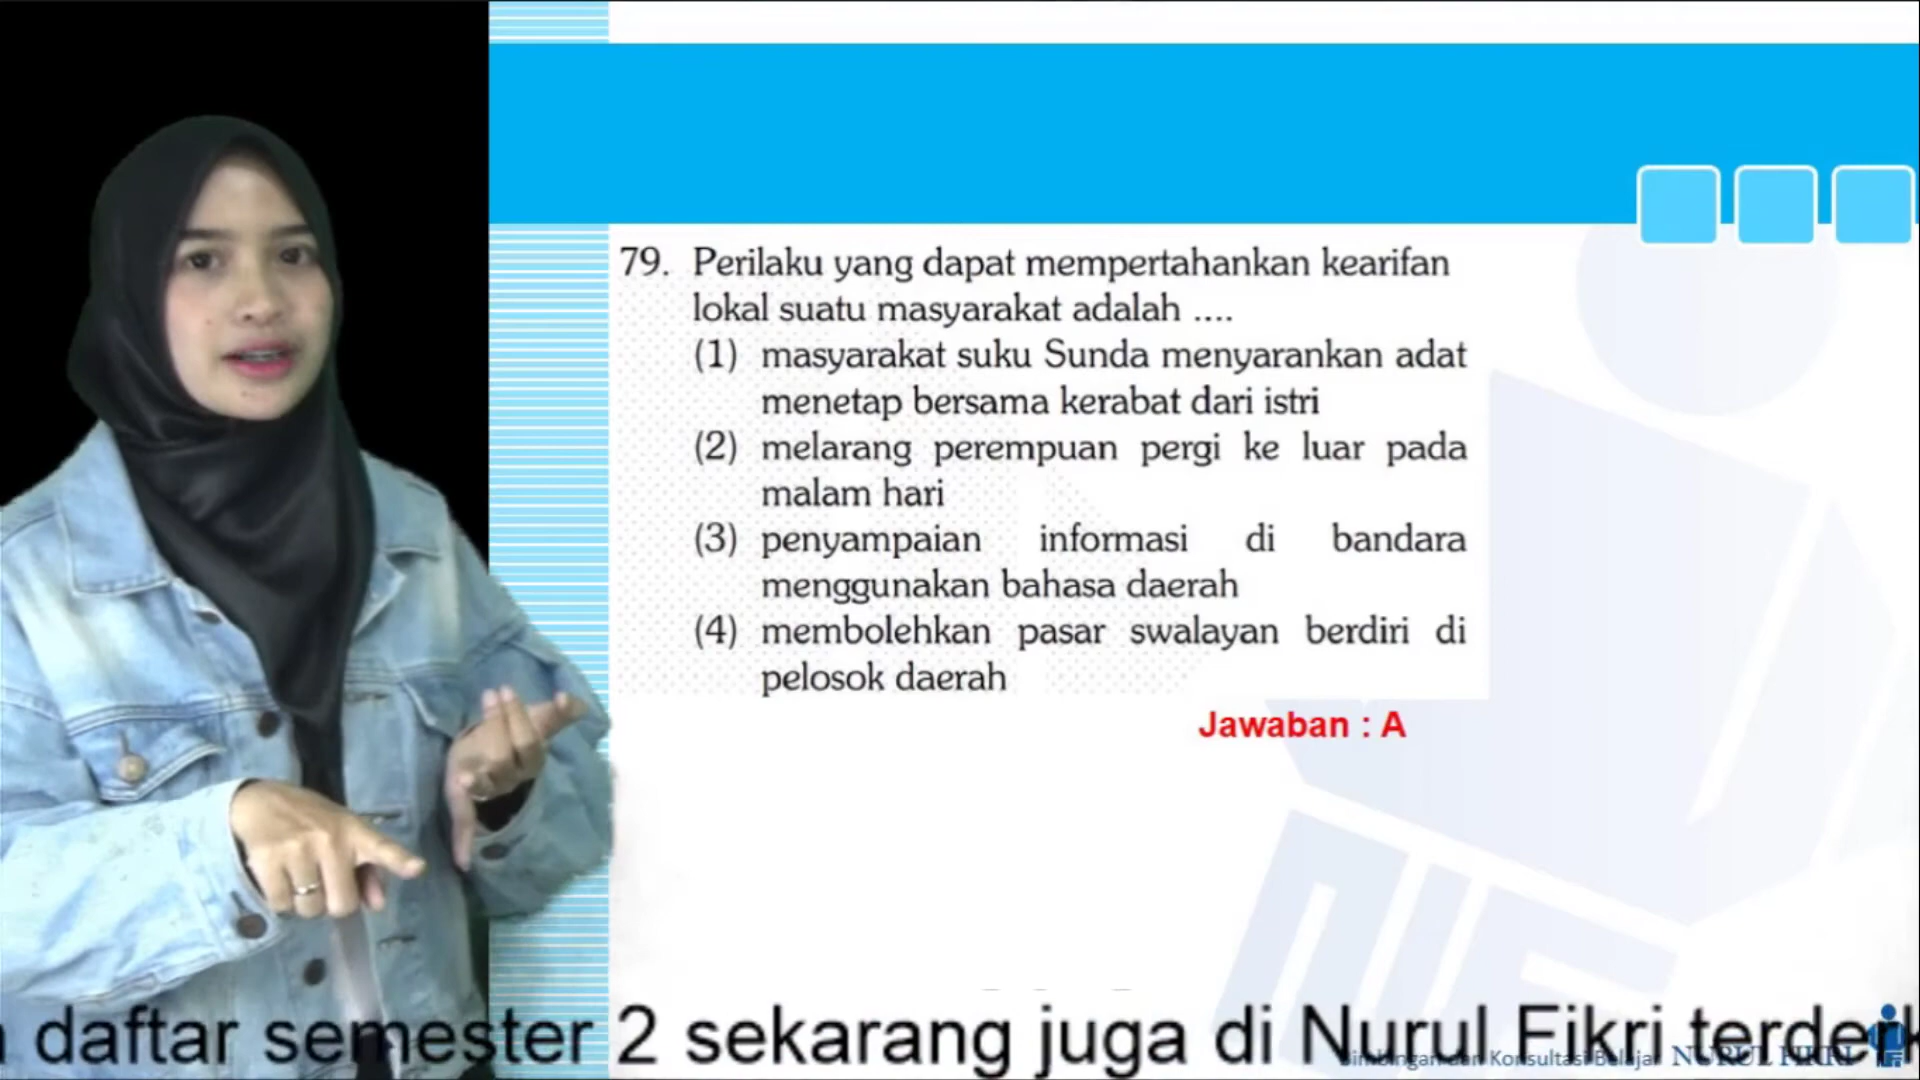 79. Perilaku yang dapat mempertahankan kearifan
lokal suatu masyarakat adalah ....
(1) masyarakat suku Sunda menyarankan adat
menetap bersama kerabat dari istri
(2) melarang perempuan pergi ke luar pada
malam hari
(3) penyampaian informasi di bandara
menggunakan bahasa daerah
(4) membolehkan pasar swalayan berdiri di
pelosok daerah
Jawaban : A
daftar semester 2 sekarang juga di Nurul Fikri
Bimbingan dan Konsultasi Belajar NURUL FIKRI